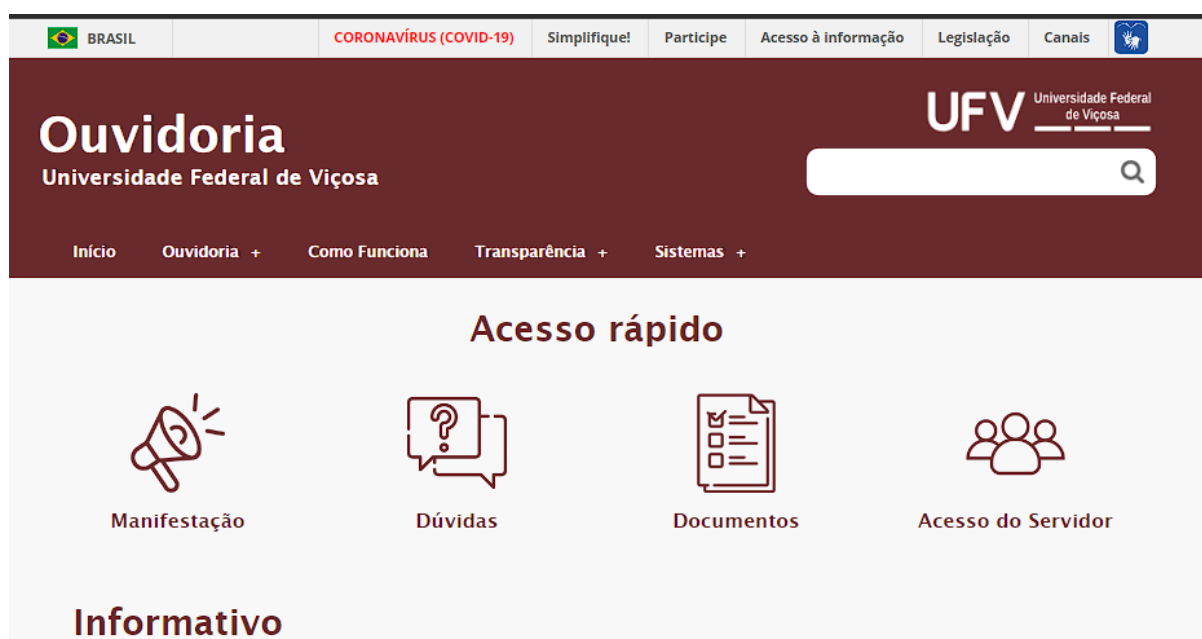 BRASIL CORONAVÍRUS (COVID-19) Simplifique! Participe Acesso à informação Legislação Canais
UFV Universidade Federal
de Viçosa
Ouvidoria
Universidade Federal de Viçosa
Início Ouvidoria + Como Funciona Transparência + Sistemas +
Acesso rápido
?
Manifestação Dúvidas Documentos Acesso do Servidor
Informativo